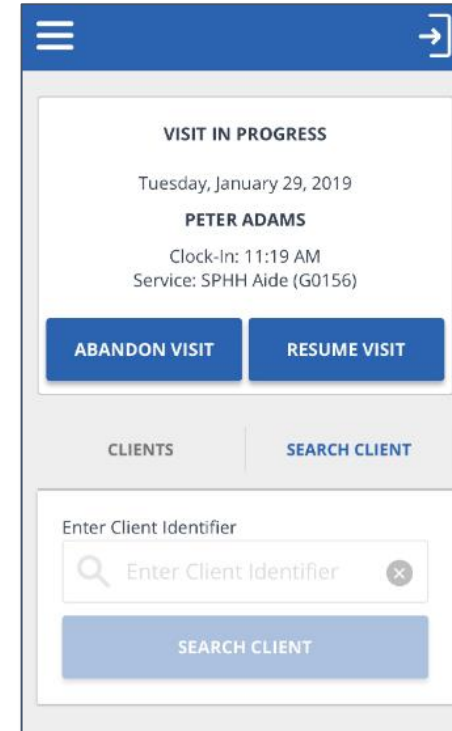 VISIT IN PROGRESS
Tuesday, January 29, 2019
PETER ADAMS
Clock-In: 11:19 AM
Service: SPHH Aide (G0156)
ABANDON VISIT
RESUME VISIT
CLIENTS
SEARCH CLIENT
Enter Client Identifier
Enter Client Identifier
SEARCH CLIENT